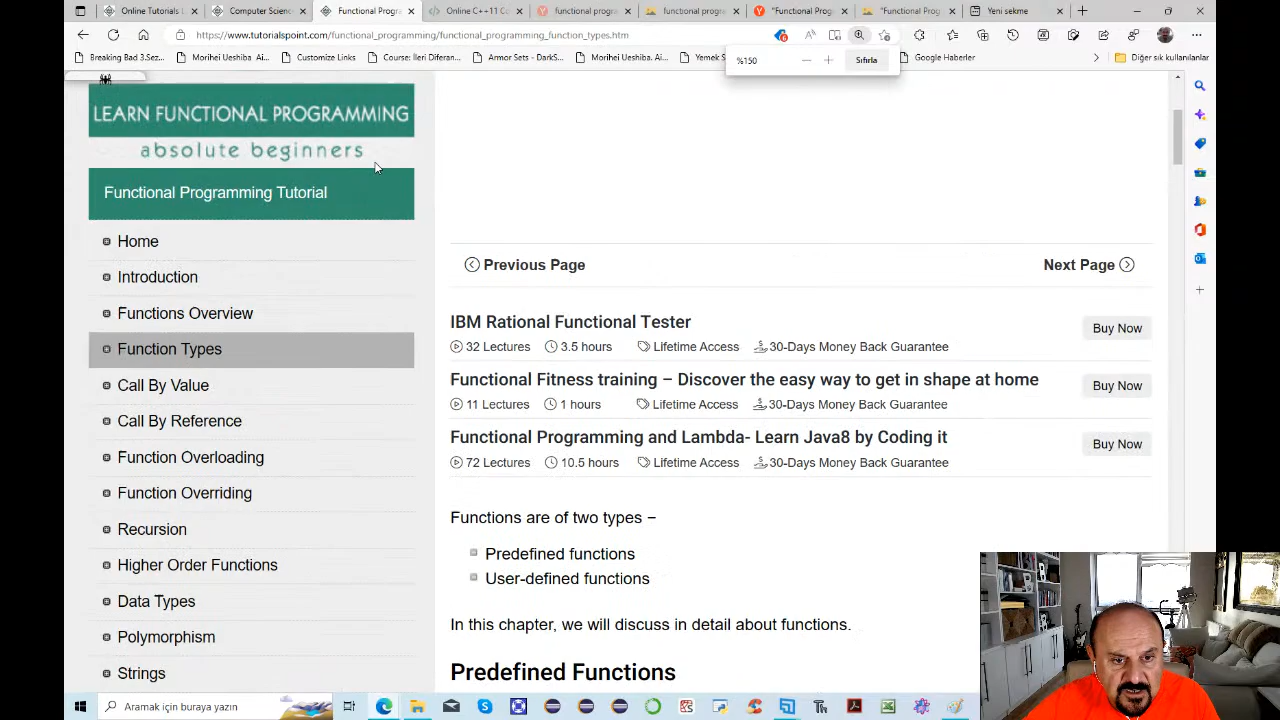 Online Tutorials L
Computer Scienc
Functional Progra
Online C++11 Co
functional progra
functional progra
"Functional Prog
"Functional Prog
Yeni sekme
https://www.tutorialspoint.com/functional_programming/functional_programming_function_types.htm
Breaking Bad 3.Sez...
Morihei Ueshiba. Ai...
Customize Links
Course: Ileri Diferan...
Armor Sets - DarkS...
Morihei Ueshiba. Ai...
Yemek S
Google Haberler
Diğer sık kullanılanlar
%150
Sıfırla
LEARN FUNCTIONAL PROGRAMMING
absolute beginners
Functional Programming Tutorial
Home
Introduction
Functions Overview
Function Types
Call By Value
Call By Reference
Function Overloading
Function Overriding
Recursion
Higher Order Functions
Data Types
Polymorphism
Strings
Previous Page
Next Page
IBM Rational Functional Tester
Buy Now
32 Lectures 3.5 hours Lifetime Access 30-Days Money Back Guarantee
Functional Fitness training – Discover the easy way to get in shape at home
Buy Now
11 Lectures 1 hours Lifetime Access 30-Days Money Back Guarantee
Functional Programming and Lambda- Learn Java8 by Coding it
Buy Now
72 Lectures 10.5 hours Lifetime Access 30-Days Money Back Guarantee
Functions are of two types −
Predefined functions
User-defined functions
In this chapter, we will discuss in detail about functions.
Predefined Functions
Aramak için buraya yazın